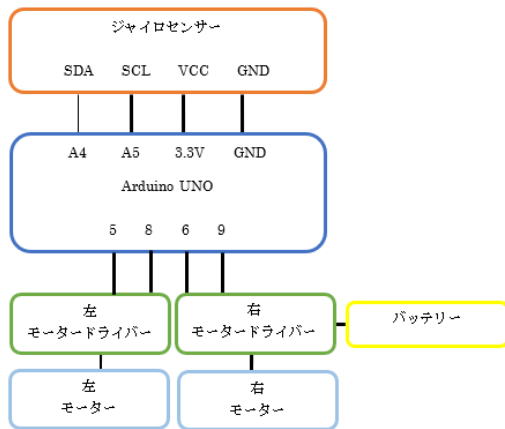 ジャイロセンサー
SDA SCL VCC GND
A4 A5 3.3V GND
Arduino UNO
5 8 6 9
左
モータードライバー
右
モータードライバー
バッテリー
左
モーター
右
モーター